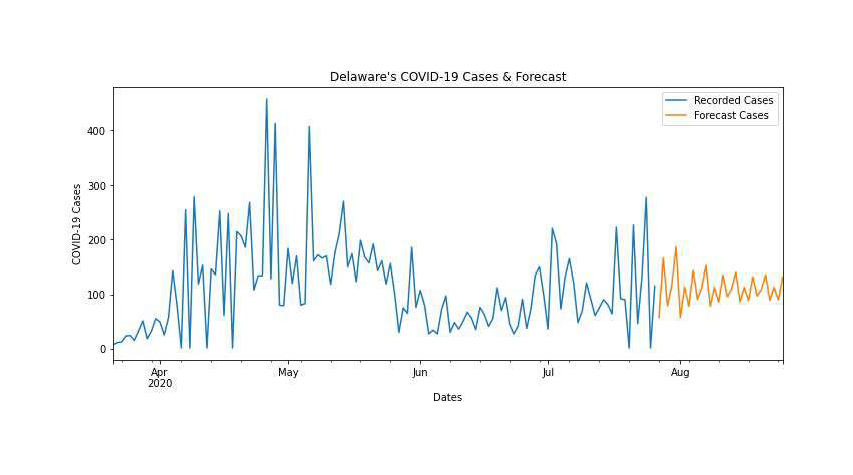 Delaware's COVID-19 Cases & Forecast
Recorded Cases
Forecast Cases
COVID-19 Cases
400
300
200
100
0
Apr
2020
May
Jun
Jul
Aug
Dates